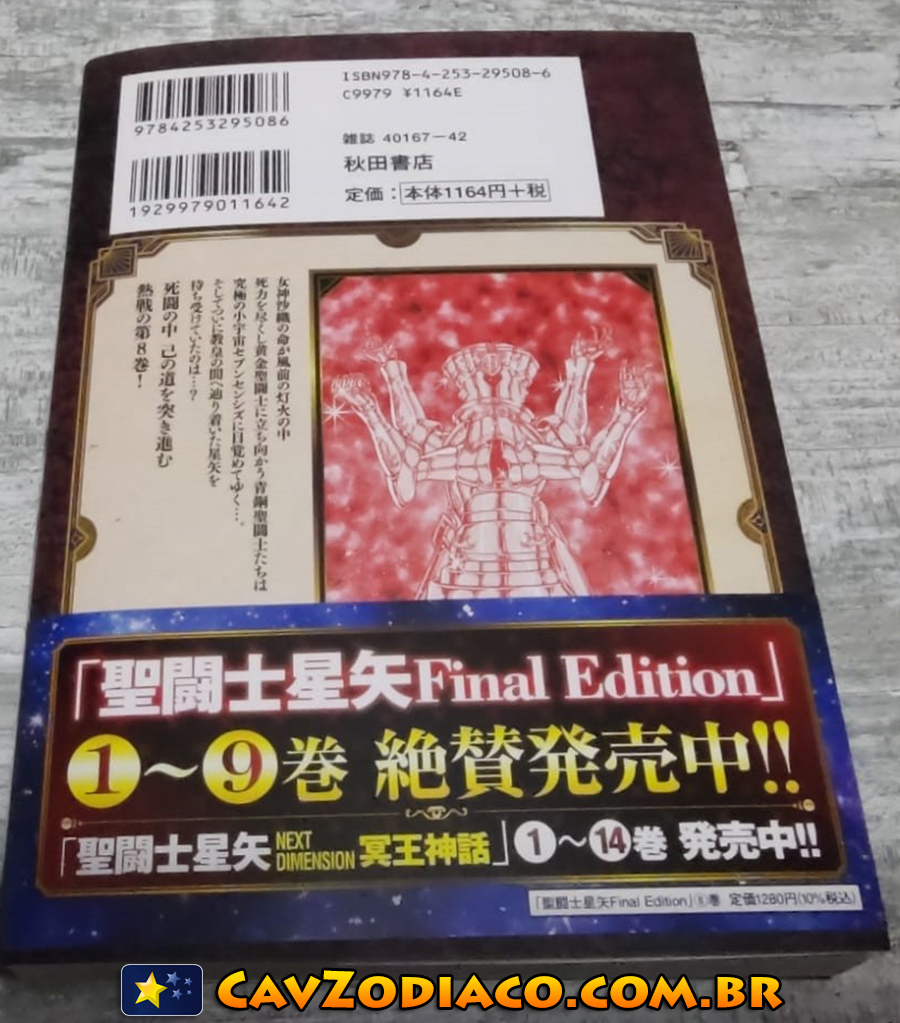 ISBN978-4-253-29508-6
C9979 ¥1164E
9784253295086
雑誌 40167-42
秋田書店
定価：本体1164円+税
1929979011642
女神沙織の命が風前の灯火の中
死力を尽くし黄金聖闘士に立ち向かう青銅聖闘士たちは
究極の小宇宙セブンセンシズに目覚めてゆく…。
そしてついに教皇の間へ辿り着いた星矢を
待ち受けていたのは…?
死闘の中 己の道を突き進む
熱戦の第8巻!
「聖闘士星矢Final Edition」
1〜9巻 絶賛発売中!!
「聖闘士星矢 NEXT DIMENSION 冥王神話」1〜14巻 発売中!!
「聖闘士星矢Final Edition」⑧巻 定価1280円(10%税込)
CavZodiaco.com.br